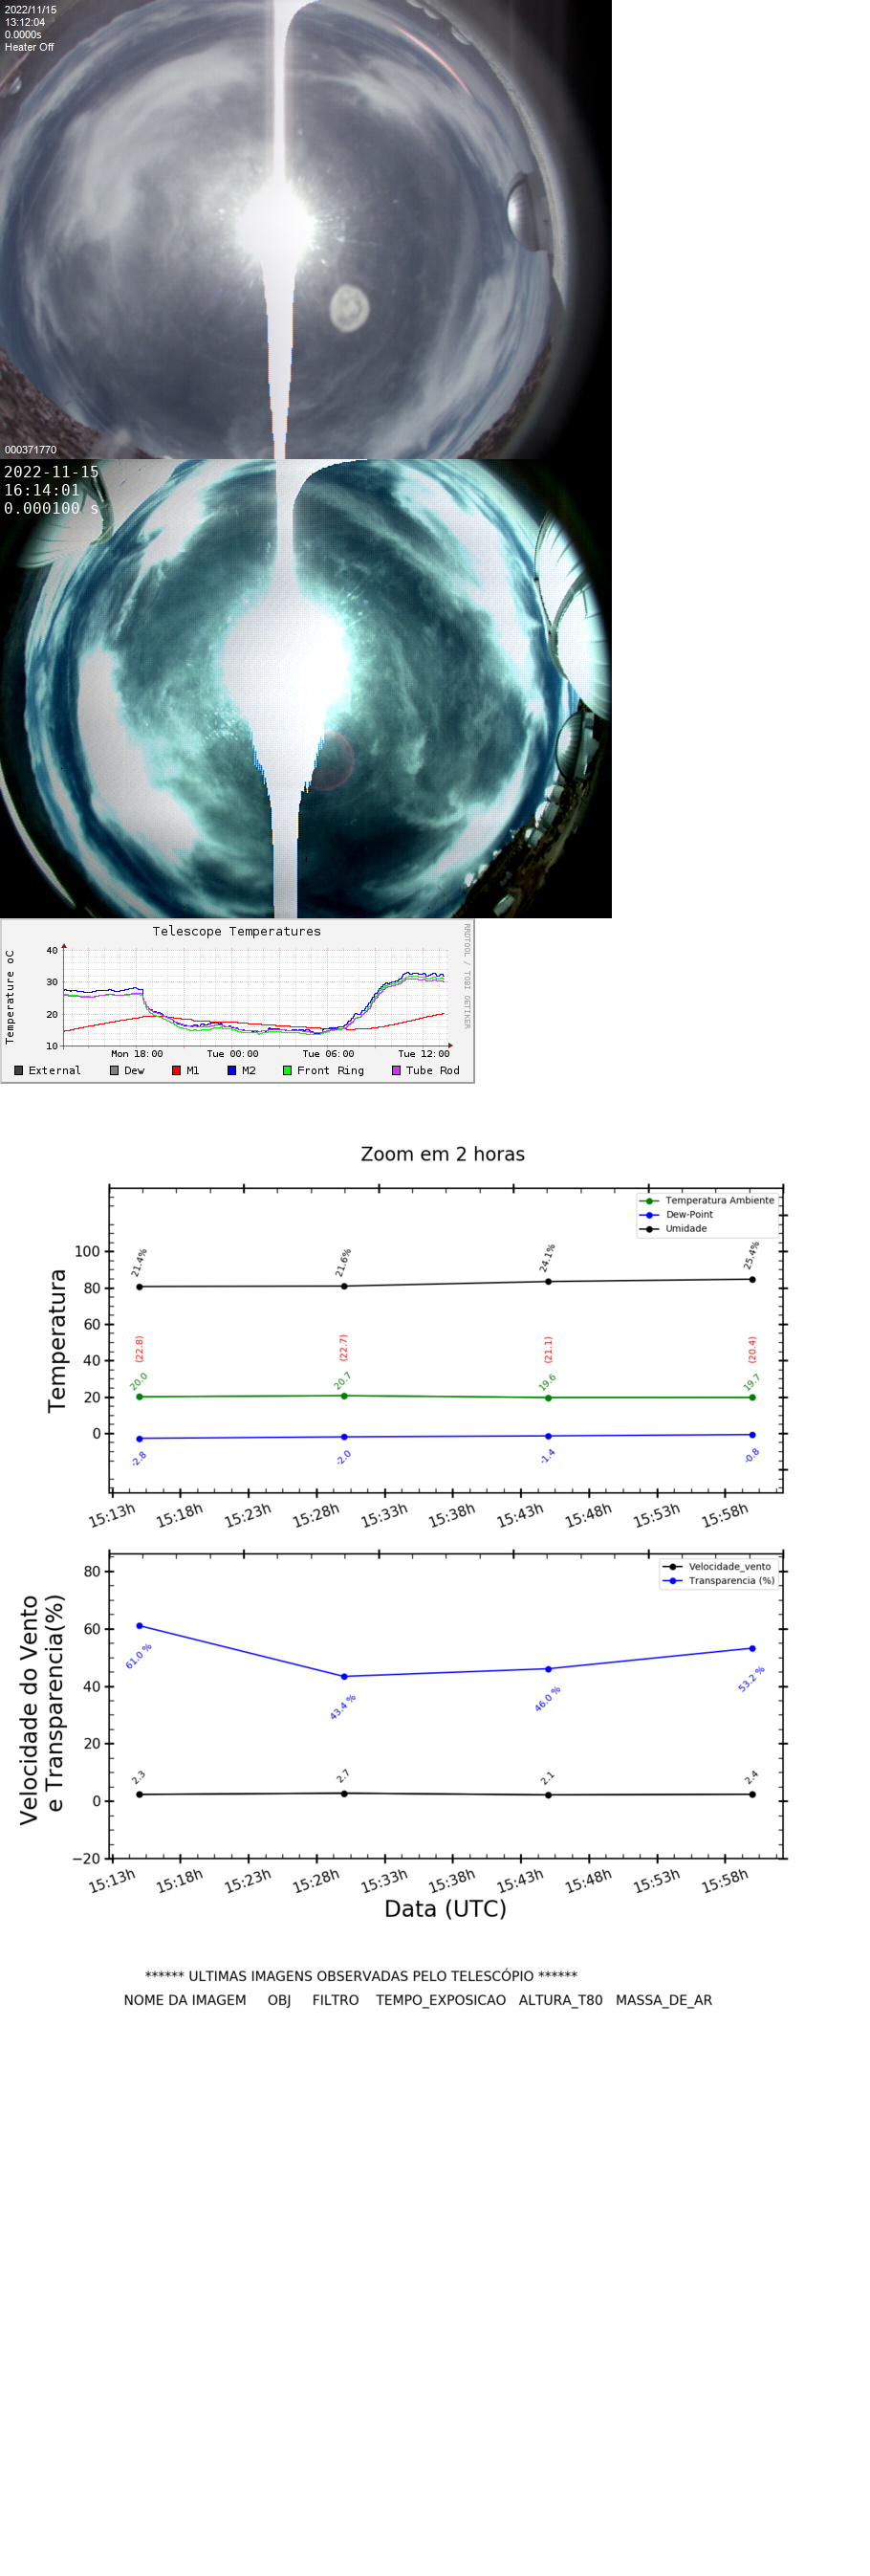 2022/11/15
13:12:04
0.0000s
Heater Off
000371770
2022-11-15
16:14:01
0.000100 s
Telescope Temperatures
RRDTOOL / TOBI OETIKER
Temperature oC
40
30
20
10
Mon 18:00 Tue 00:00 Tue 06:00 Tue 12:00
External Dew M1 M2 Front Ring Tube Rod
Zoom em 2 horas
Temperatura Ambiente
Dew-Point
Umidade
Temperatura
100
80
60
40
20
0
21.4% 21.6% 24.1% 25.4%
(22.8) (22.7) (21.1) (20.4)
20.0 20.7 19.6 19.7
-2.8 -2.0 -1.4 -0.8
15:13h 15:18h 15:23h 15:28h 15:33h 15:38h 15:43h 15:48h 15:53h 15:58h
Velocidade_vento
Transparencia (%)
Velocidade do Vento
e Transparencia(%)
80
60
40
20
0
−20
61.0 % 43.4 % 46.0 % 53.2 %
2.3 2.7 2.1 2.4
15:13h 15:18h 15:23h 15:28h 15:33h 15:38h 15:43h 15:48h 15:53h 15:58h
Data (UTC)
****** ULTIMAS IMAGENS OBSERVADAS PELO TELESCÓPIO ******
NOME DA IMAGEM OBJ FILTRO TEMPO_EXPOSICAO ALTURA_T80 MASSA_DE_AR